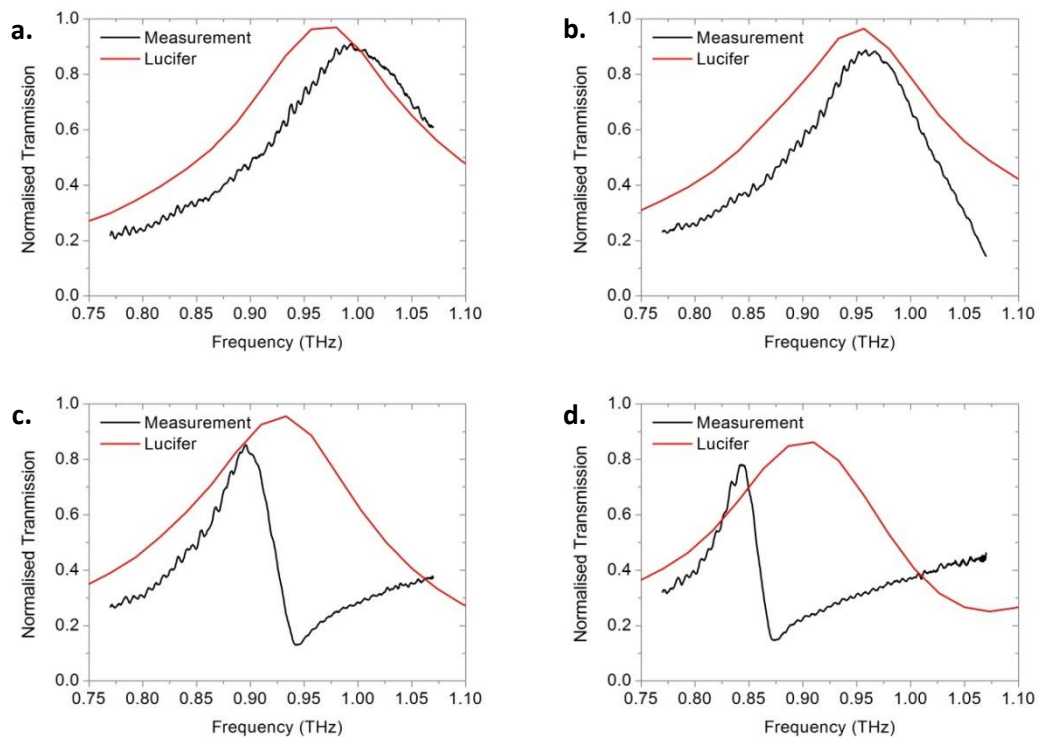 a.
Measurement
Lucifer
Normalised Tranmission
1.0
0.8
0.6
0.4
0.2
0.0
0.75 0.80 0.85 0.90 0.95 1.00 1.05 1.10
Frequency (THz)
b.
Measurement
Lucifer
Normalised Tranmission
1.0
0.8
0.6
0.4
0.2
0.0
0.75 0.80 0.85 0.90 0.95 1.00 1.05 1.10
Frequency (THz)
c.
Measurement
Lucifer
Normalised Tranmission
1.0
0.8
0.6
0.4
0.2
0.0
0.75 0.80 0.85 0.90 0.95 1.00 1.05 1.10
Frequency (THz)
d.
Measurement
Lucifer
Normalised Transmission
1.0
0.8
0.6
0.4
0.2
0.0
0.75 0.80 0.85 0.90 0.95 1.00 1.05 1.10
Frequency (THz)